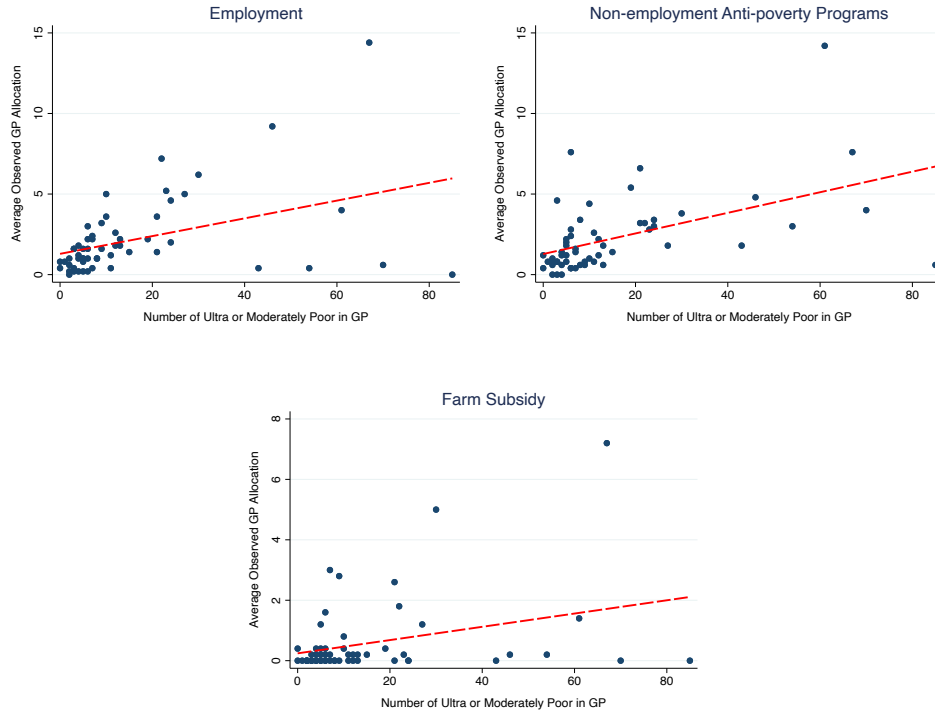 Employment
Average Observed GP Allocation
15
10
5
0
0 20 40 60 80
Number of Ultra or Moderately Poor in GP
Non-employment Anti-poverty Programs
Average Observed GP Allocation
15
10
5
0
0 20 40 60 80
Number of Ultra or Moderately Poor in GP
Farm Subsidy
Average Observed GP Allocation
8
6
4
2
0
0 20 40 60 80
Number of Ultra or Moderately Poor in GP